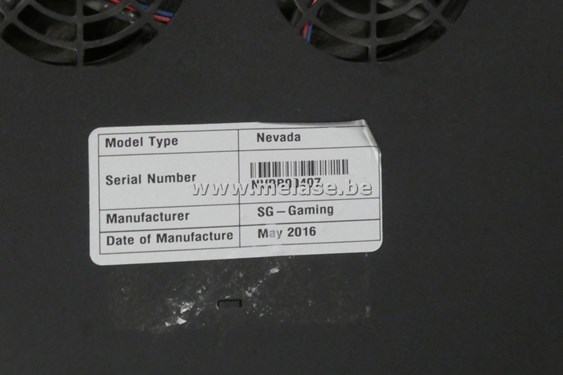 Model Type Nevada
Serial Number
www.melase.be
Manufacturer SG-Gaming
Date of Manufacture May 2016